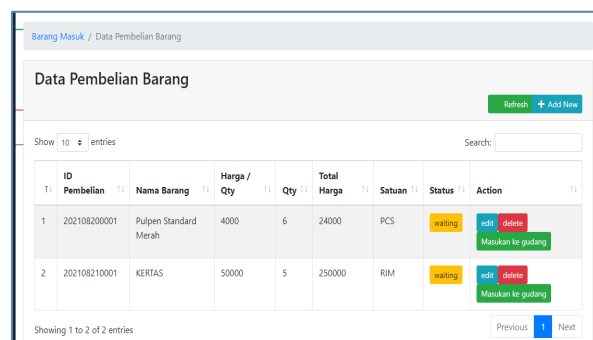 Barang Masuk / Data Pembelian Barang
Data Pembelian Barang
Refresh + Add New
Show 10 entries Search:
ID Pembelian Nama Barang Harga / Qty Qty Total Harga Satuan Status Action
1 202108200001 Pulpen Standard Merah 4000 6 24000 PCS waiting edit delete
Masukan ke gudang
2 202108210001 KERTAS 50000 5 250000 RIM waiting edit delete
Masukan ke gudang
Showing 1 to 2 of 2 entries Previous 1 Next